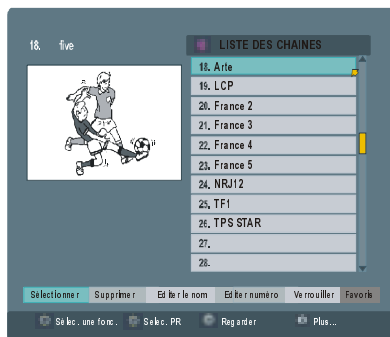 18. five
LISTE DES CHAINES
18. Arte
19. LCP
20. France 2
21. France 3
22. France 4
23. France 5
24. NRJ12
25. TF1
26. TPS STAR
27.
28.
Sélectionner Supprimer Editer le nom Editer numéro Verrouiller Favoris
Sélec. une fonc. Selec. PR Regarder Plus...